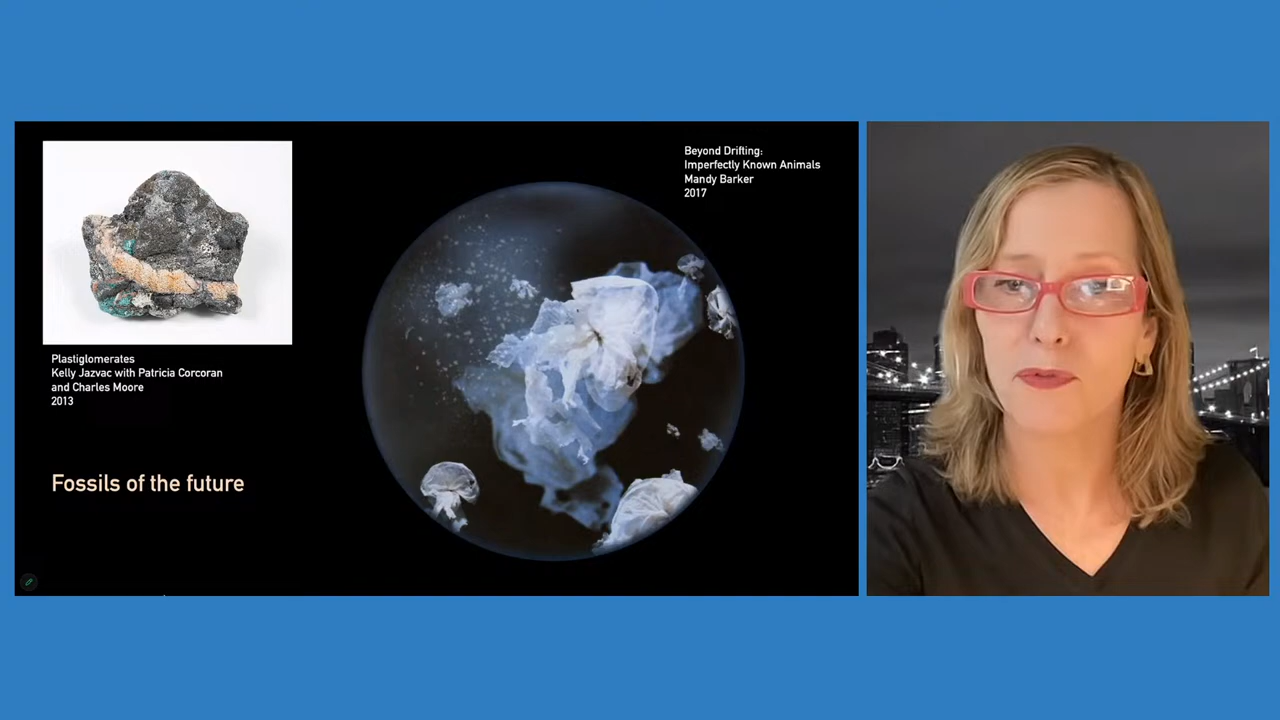 Beyond Drifting:
Imperfectly Known Animals
Mandy Barker
2017
Plastiglomerates
Kelly Jazvac with Patricia Corcoran
and Charles Moore
2013
Fossils of the future